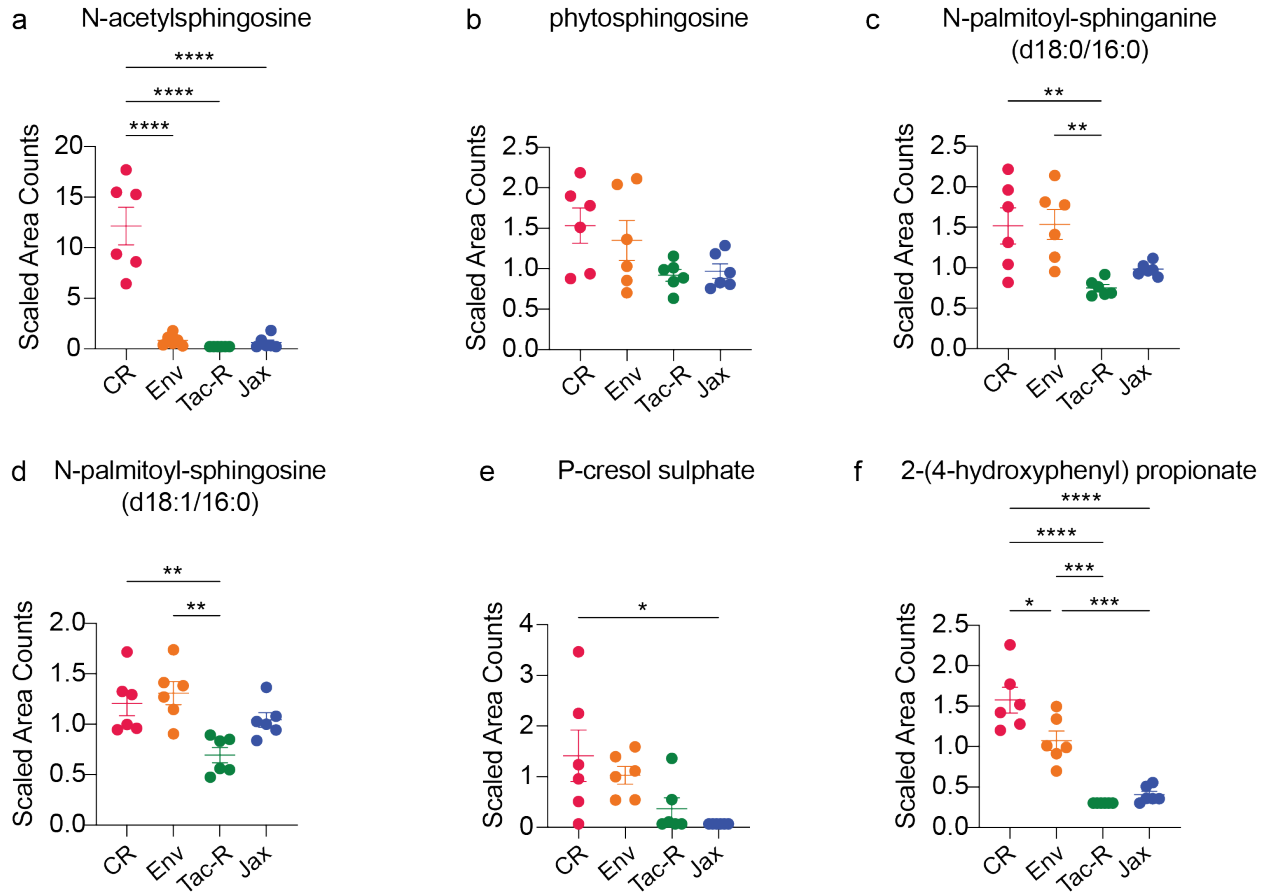 a N-acetylsphingosine
****
****
****
Scaled Area Counts
20
15
10
5
0
CR Env Tac-R Jax
b phytosphingosine
Scaled Area Counts
2.5
2.0
1.5
1.0
0.5
0.0
CR Env Tac-R Jax
c N-palmitoyl-sphinganine
(d18:0/16:0)
**
**
Scaled Area Counts
2.5
2.0
1.5
1.0
0.5
0.0
CR Env Tac-R Jax
d N-palmitoyl-sphingosine
(d18:1/16:0)
**
**
Scaled Area Counts
2.0
1.5
1.0
0.5
0.0
CR Env Tac-R Jax
e P-cresol sulphate
*
Scaled Area Counts
4
3
2
1
0
CR Env Tac-R Jax
f 2-(4-hydroxyphenyl) propionate
****
****
***
* ***
Scaled Area Counts
2.5
2.0
1.5
1.0
0.5
0.0
CR Env Tac-R Jax